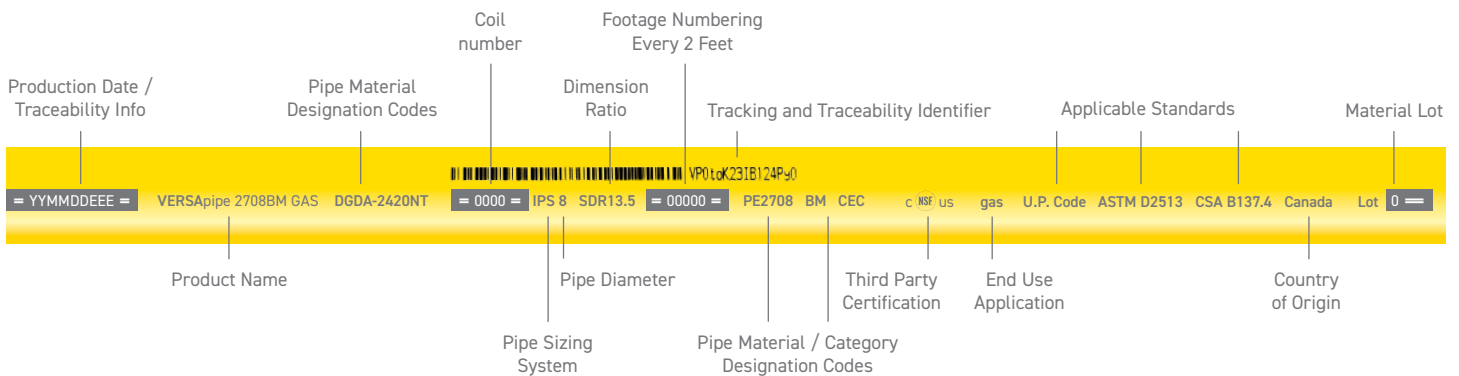 Coil
number
Footage Numbering
Every 2 Feet
Production Date /
Traceability Info
Pipe Material
Designation Codes
Dimension
Ratio
Tracking and Traceability Identifier
Applicable Standards
Material Lot
VP0toK23IB124Py0
= YYMMDDEEE = VERSApipe 2708BM GAS DGDA-2420NT = 0000 = IPS 8 SDR13.5 = 00000 = PE2708 BM CEC c NSF us gas U.P. Code ASTM D2513 CSA B137.4 Canada Lot 0 ==
Product Name
Pipe Diameter
Third Party
Certification
End Use
Application
Country
of Origin
Pipe Sizing
System
Pipe Material / Category
Designation Codes